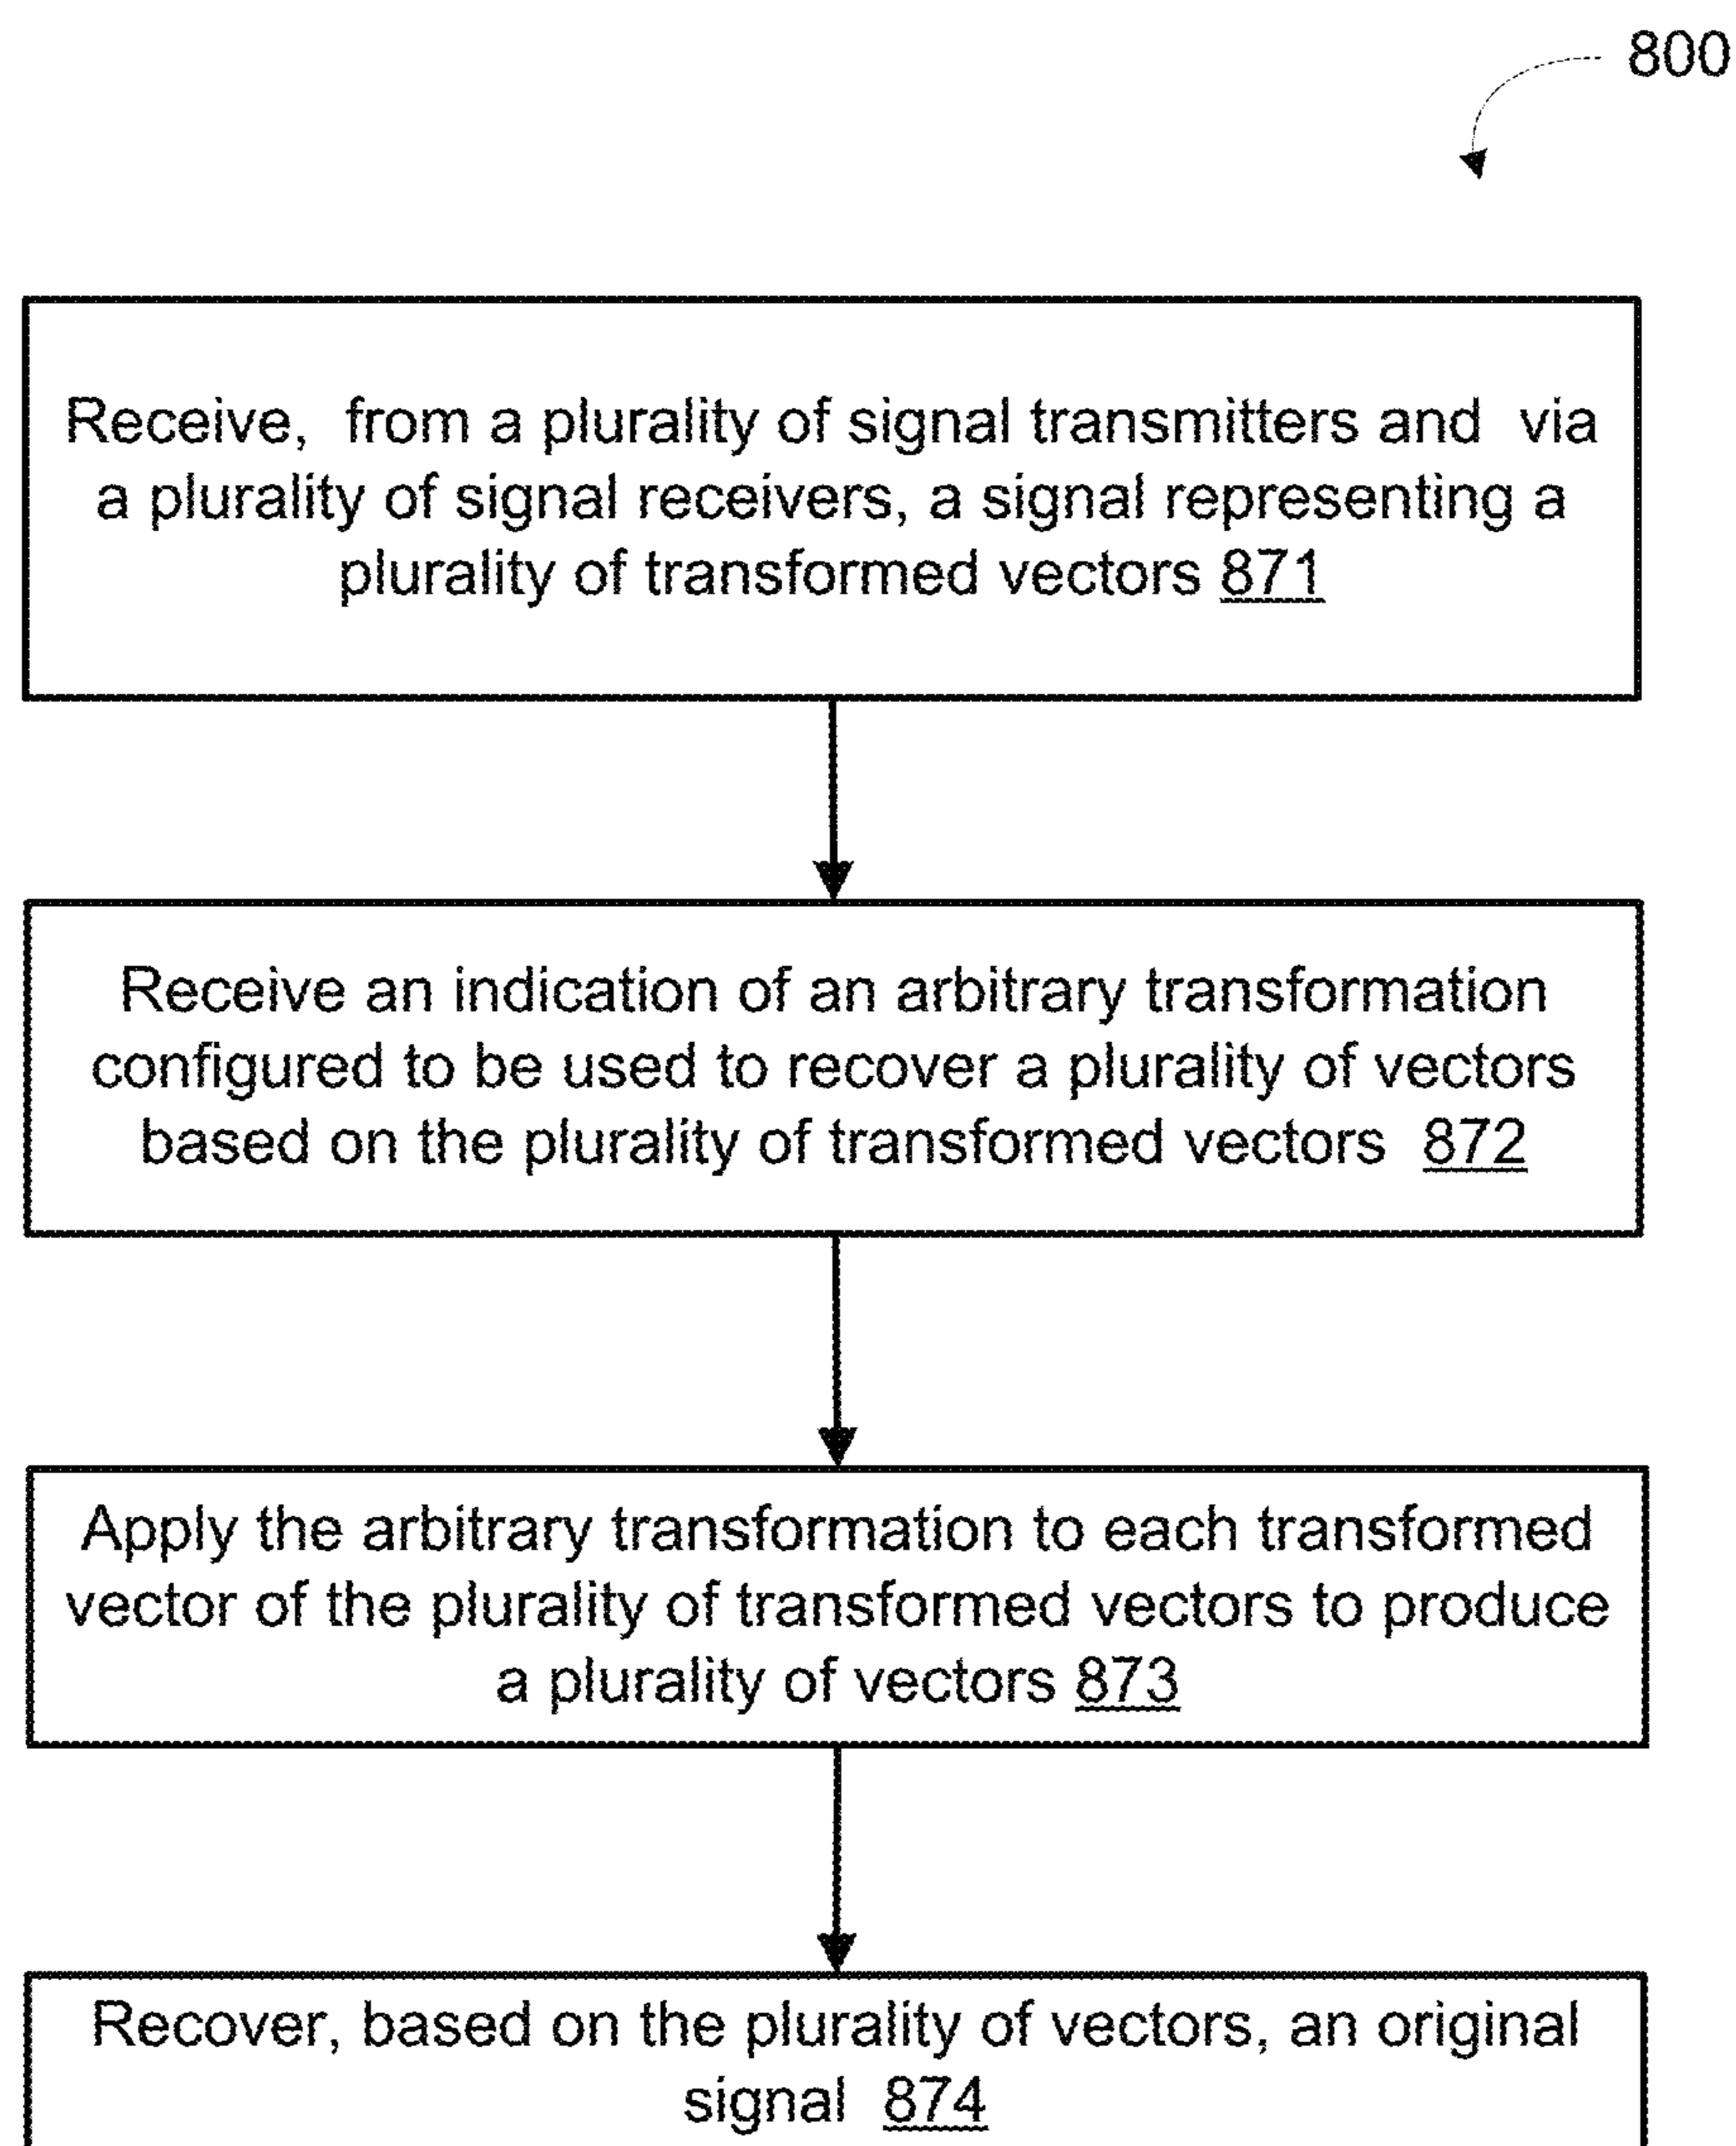 800
Receive, from a plurality of signal transmitters and via
a plurality of signal receivers, a signal representing a
plurality of transformed vectors 871
Receive an indication of an arbitrary transformation
configured to be used to recover a plurality of vectors
based on the plurality of transformed vectors 872
Apply the arbitrary transformation to each transformed
vector of the plurality of transformed vectors to produce
a plurality of vectors 873
Recover, based on the plurality of vectors, an original
signal 874